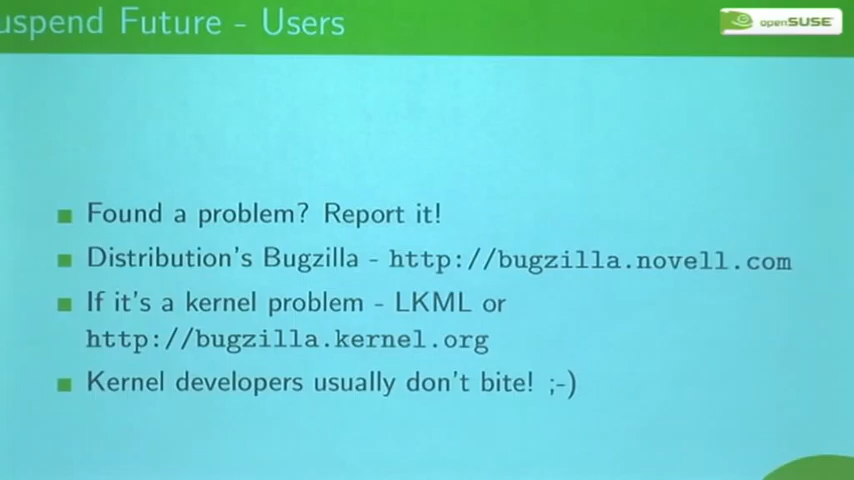 uspend Future - Users
openSUSE
Found a problem? Report it!
Distribution's Bugzilla - http://bugzilla.novell.com
If it's a kernel problem - LKML or
http://bugzilla.kernel.org
Kernel developers usually don't bite! ;-)